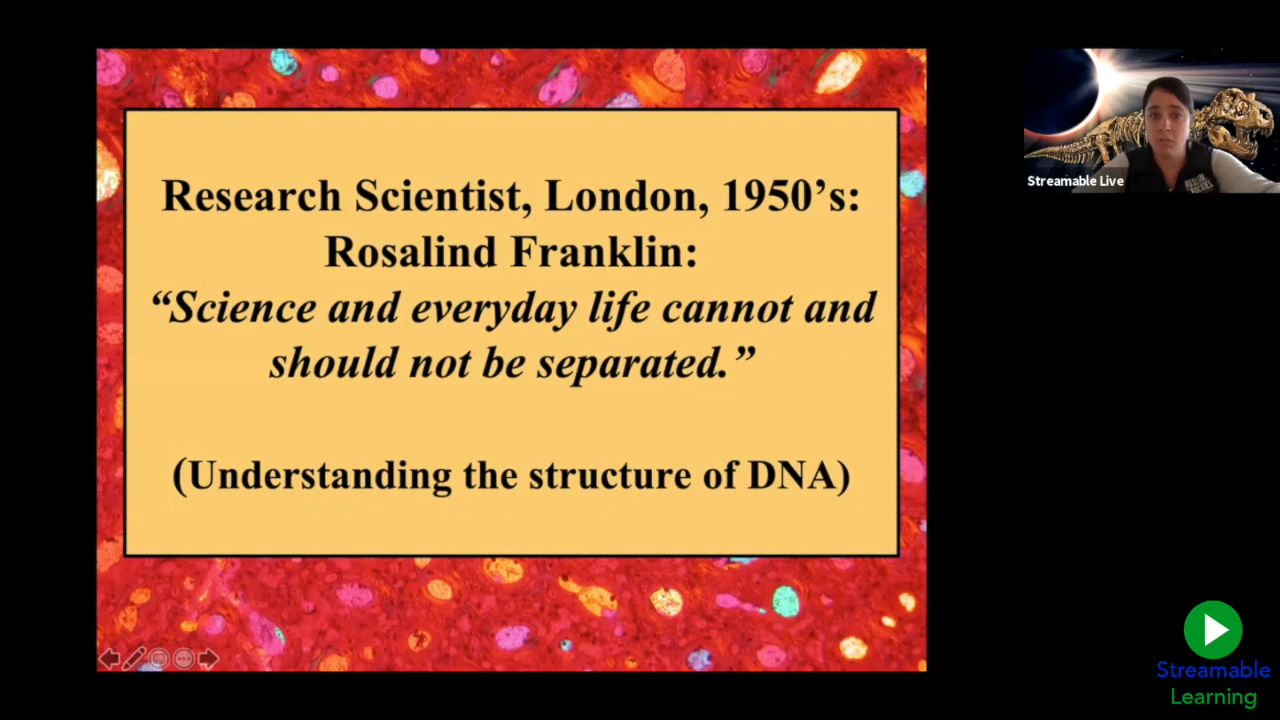 Research Scientist, London, 1950’s:
Rosalind Franklin:
“Science and everyday life cannot and
should not be separated.”
(Understanding the structure of DNA)
Streamable Live
Streamable
Learning